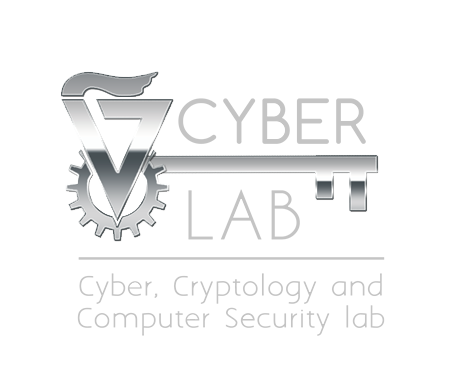 CYBER
LAB
Cyber, Cryptology and
Computer Security lab